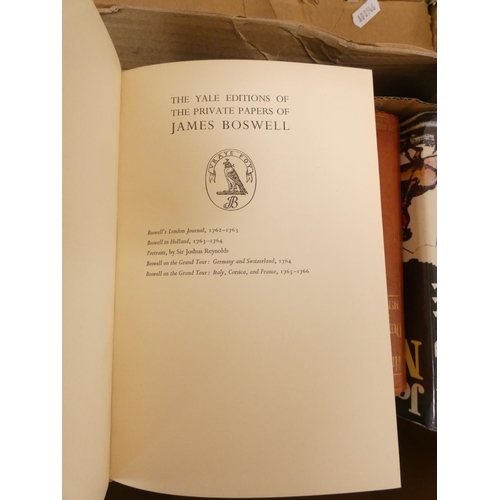 THE YALE EDITIONS OF
THE PRIVATE PAPERS OF
JAMES BOSWELL
VRAYE FOY
JB
Boswell's London Journal, 1762–1763
Boswell in Holland, 1763–1764
Portraits, by Sir Joshua Reynolds
Boswell on the Grand Tour: Germany and Switzerland, 1764
Boswell on the Grand Tour: Italy, Corsica, and France, 1765–1766